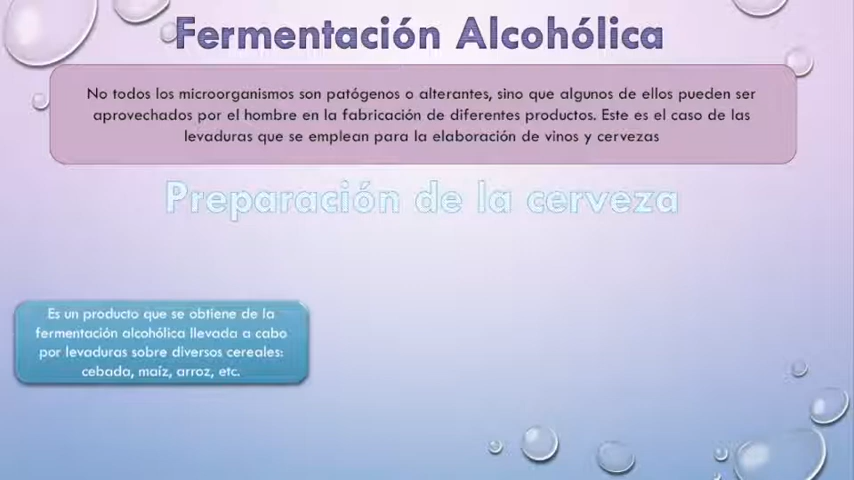 Fermentación Alcohólica
No todos los microorganismos son patógenos o alterantes, sino que algunos de ellos pueden ser
aprovechados por el hombre en la fabricación de diferentes productos. Este es el caso de las
levaduras que se emplean para la elaboración de vinos y cervezas
Preparación de la cerveza
Es un producto que se obtiene de la
fermentación alcohólica llevada a cabo
por levaduras sobre diversos cereales:
cebada, maíz, arroz, etc.